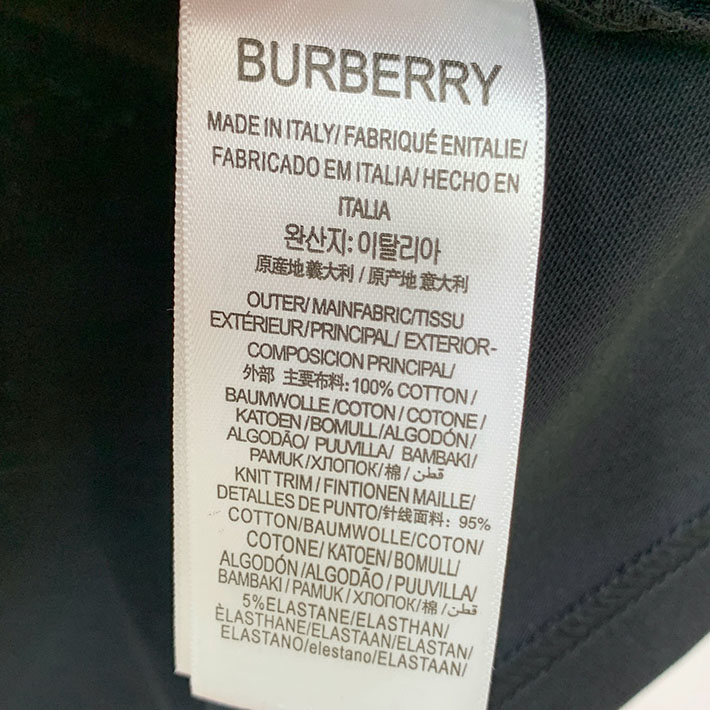 BURBERRY
MADE IN ITALY/ FABRIQUÉ ENITALIE/
FABRICADO EM ITALIA/ HECHO EN
ITALIA
완산지: 이탈리아
原産地 義大利 / 原产地 意大利
OUTER/ MAINFABRIC/TISSU
EXTÉRIEUR/PRINCIPAL/ EXTERIOR-
COMPOSICION PRINCIPAL/
外部 主要布料: 100% COTTON /
BAUMWOLLE /COTON / COTONE /
KATOEN / BOMULL/ALGODÓN/
ALGODÃO/ PUUVILLA/ BAMBAKI/
PAMUK / ХЛОПОК/ 棉 / قطن/
KNIT TRIM / FINTIONEN MAILLE/
DETALLES DE PUNTO/针线面料: 95%
COTTON/BAUMWOLLE/COTON/
COTONE/ KATOEN/ BOMULL/
ALGODÓN /ALGODÃO / PUUVILLA/
BAMBAKI / PAMUK / ХЛОПОК/棉 / قطن/
5%ELASTANE/ELASTHAN/
ÈLASTHANE/ELASTAAN/ELASTAN/
ELASTANO/elestano/ELASTAAN/